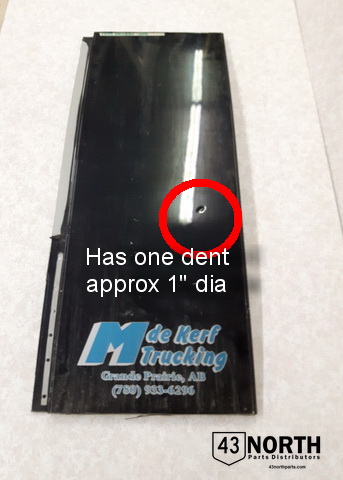 Has one dent
approx 1" dia
M de Kerf
Trucking
Grande Prairie, AB
(780) 933-6296
43 NORTH
Parts Distributors
43northparts.com